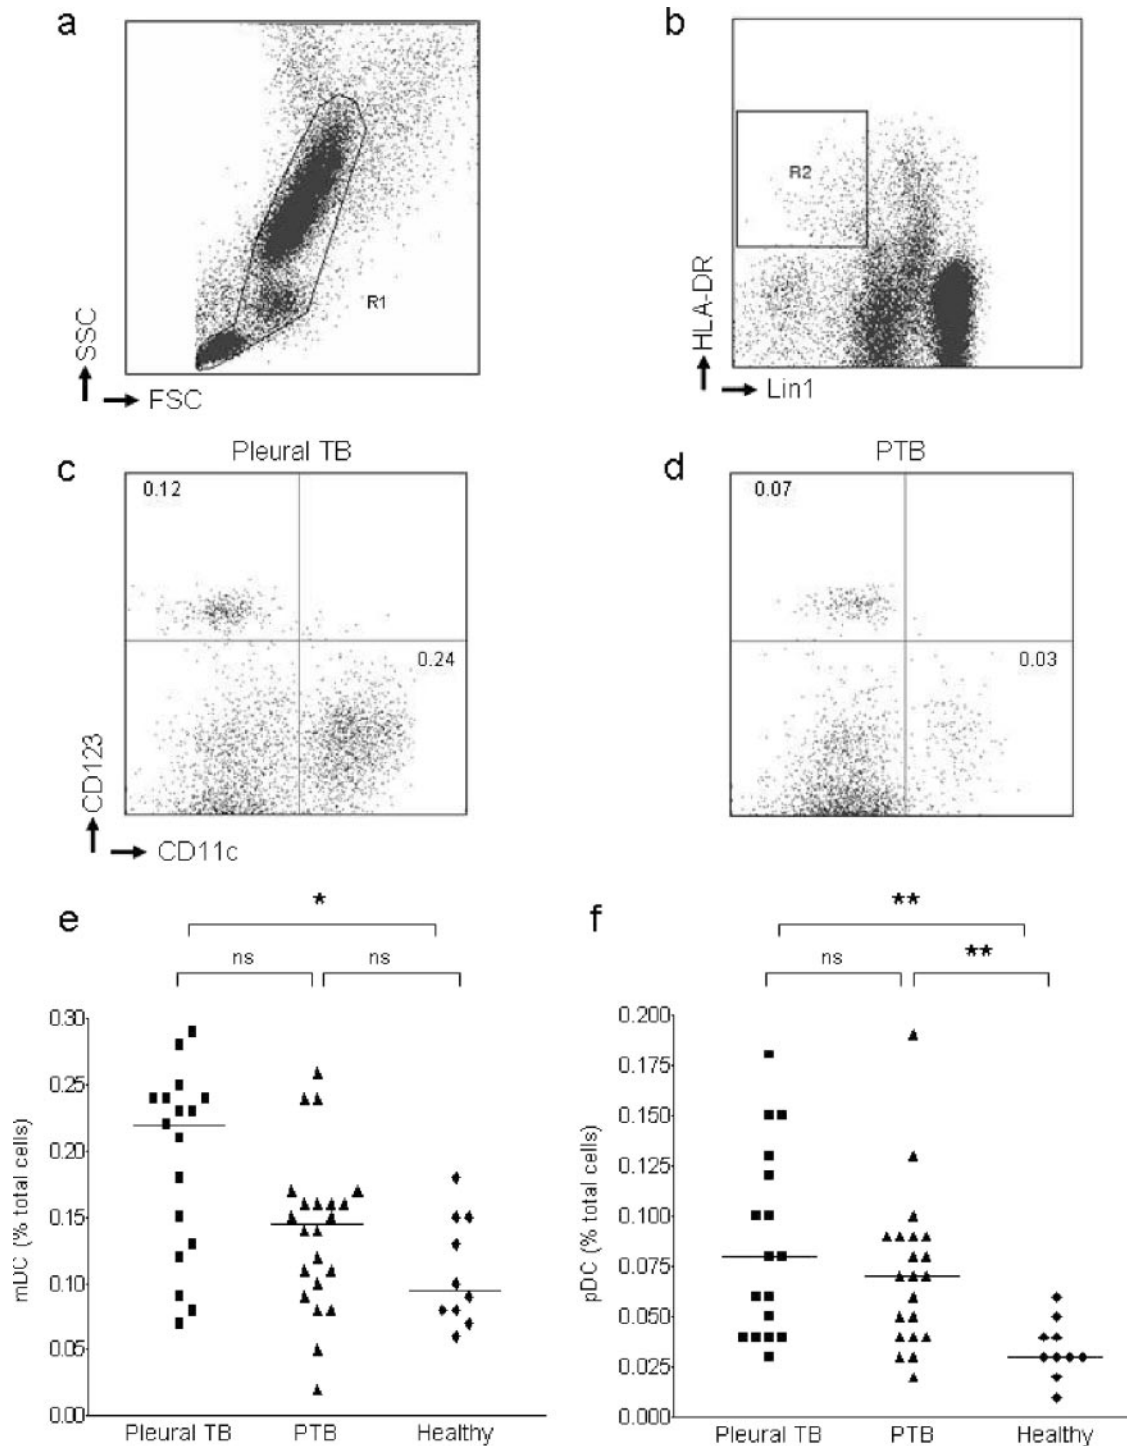 a
b
R1
R2
SSC
FSC
HLA-DR
Lin1
Pleural TB
PTB
c
d
0.12
0.07
0.24
0.03
CD123
CD11c
e
*
ns
ns
0.30
0.25
0.20
0.15
0.10
0.05
0.00
mDC (% total cells)
Pleural TB
PTB
Healthy
f
**
ns
**
0.200
0.175
0.150
0.125
0.100
0.075
0.050
0.025
0.000
pDC (% total cells)
Pleural TB
PTB
Healthy